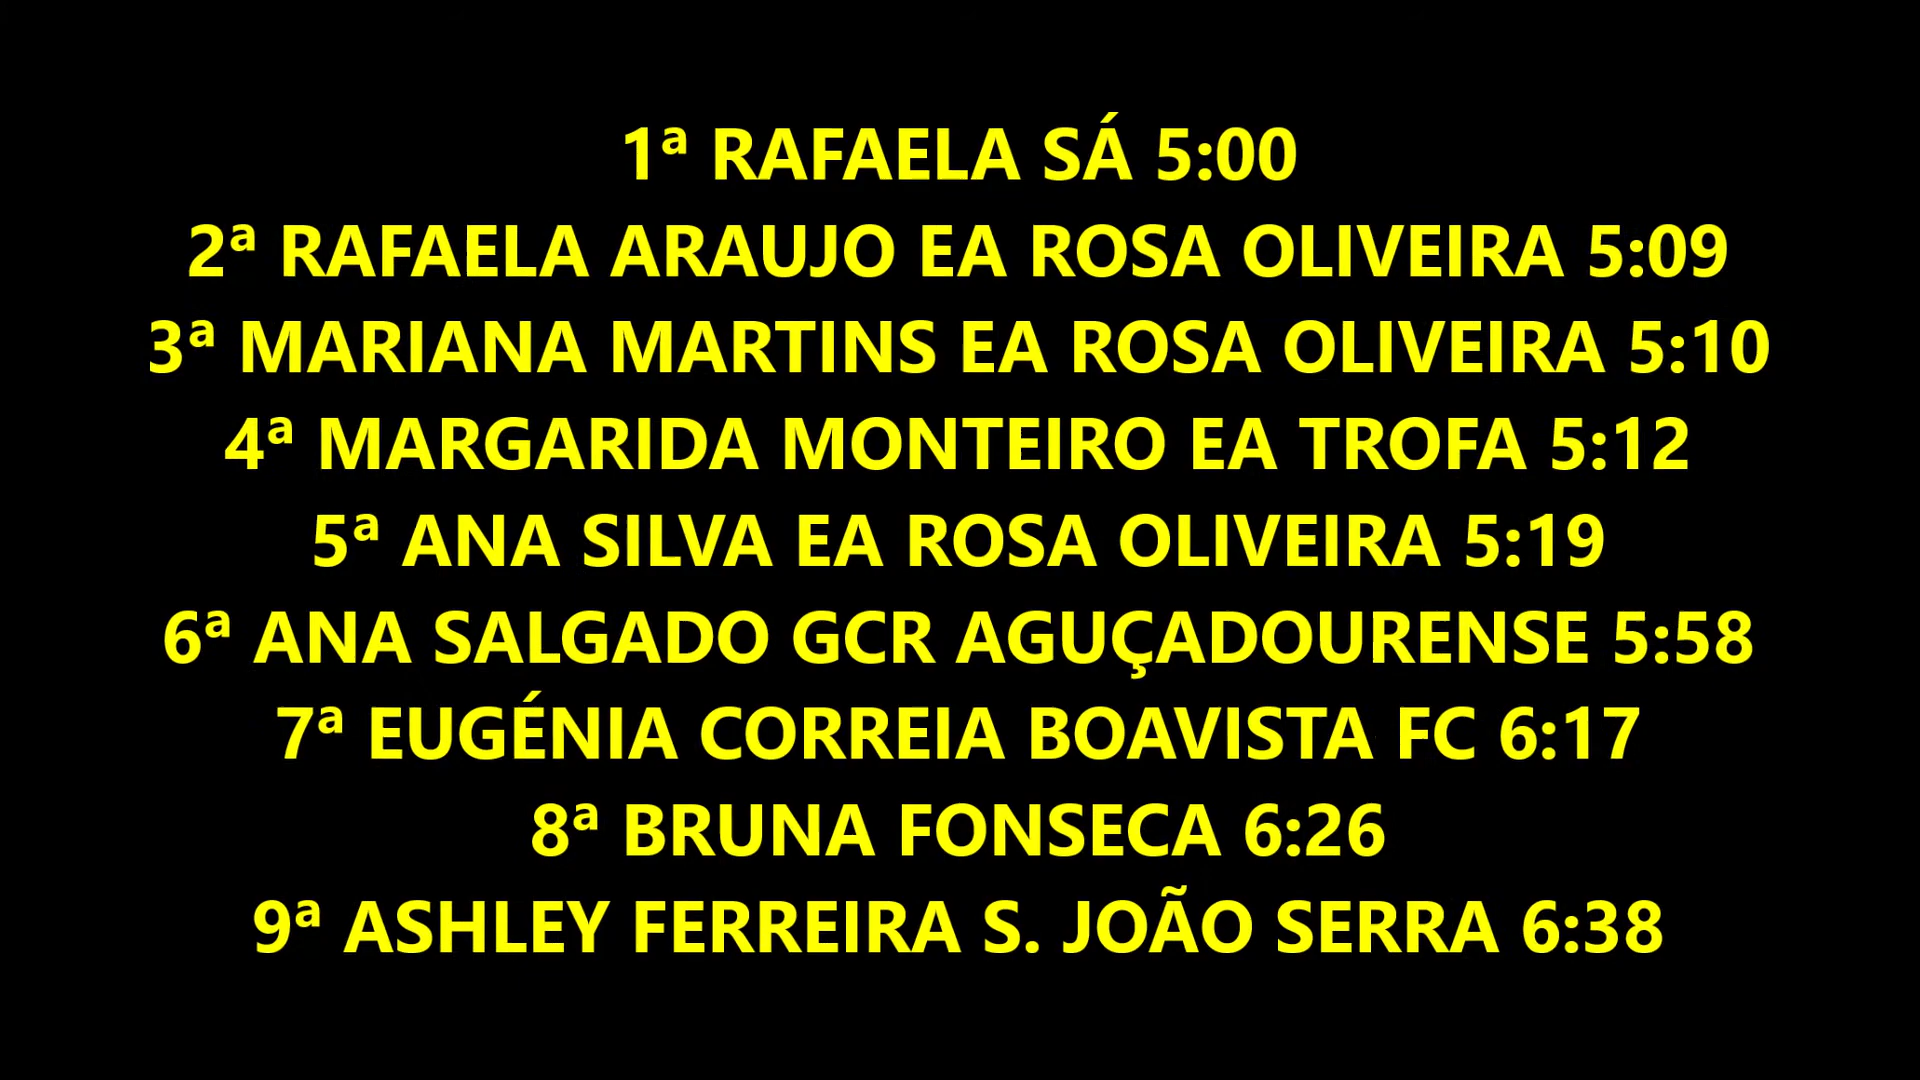 1ª RAFAELA SÁ 5:00
2ª RAFAELA ARAUJO EA ROSA OLIVEIRA 5:09
3ª MARIANA MARTINS EA ROSA OLIVEIRA 5:10
4ª MARGARIDA MONTEIRO EA TROFA 5:12
5ª ANA SILVA EA ROSA OLIVEIRA 5:19
6ª ANA SALGADO GCR AGUÇADOURENSE 5:58
7ª EUGÉNIA CORREIA BOAVISTA FC 6:17
8ª BRUNA FONSECA 6:26
9ª ASHLEY FERREIRA S. JOÃO SERRA 6:38